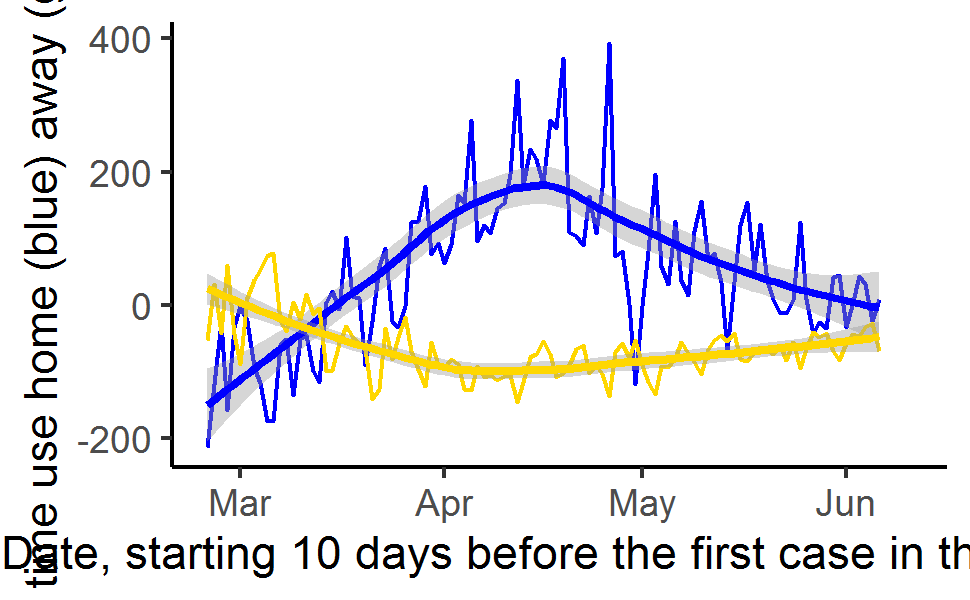 time use home (blue) away (
400
200
0
-200
Mar Apr May Jun
Date, starting 10 days before the first case in th